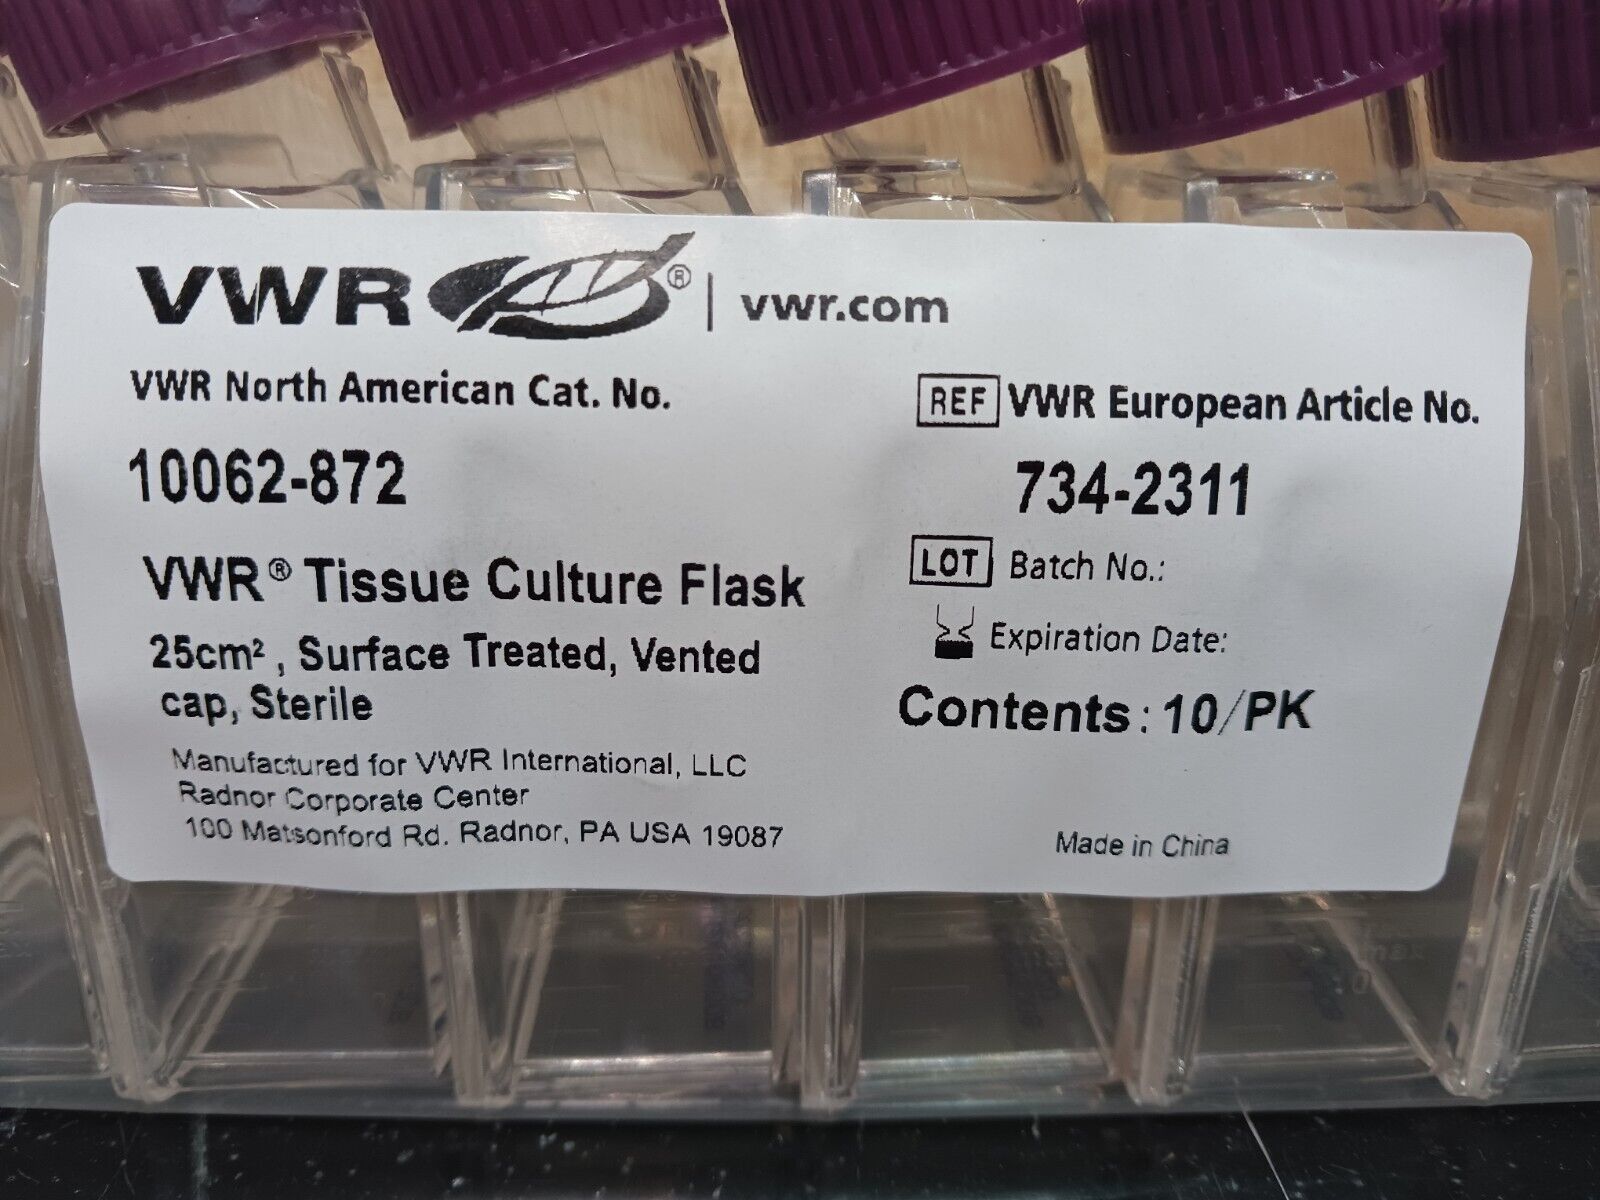 VWR® | vwr.com
VWR North American Cat. No.
10062-872
VWR® Tissue Culture Flask
25cm², Surface Treated, Vented
cap, Sterile
Manufactured for VWR International, LLC
Radnor Corporate Center
100 Matsonford Rd. Radnor, PA USA 19087
REF VWR European Article No.
734-2311
LOT Batch No.:
Expiration Date:
Contents: 10/PK
Made in China
max